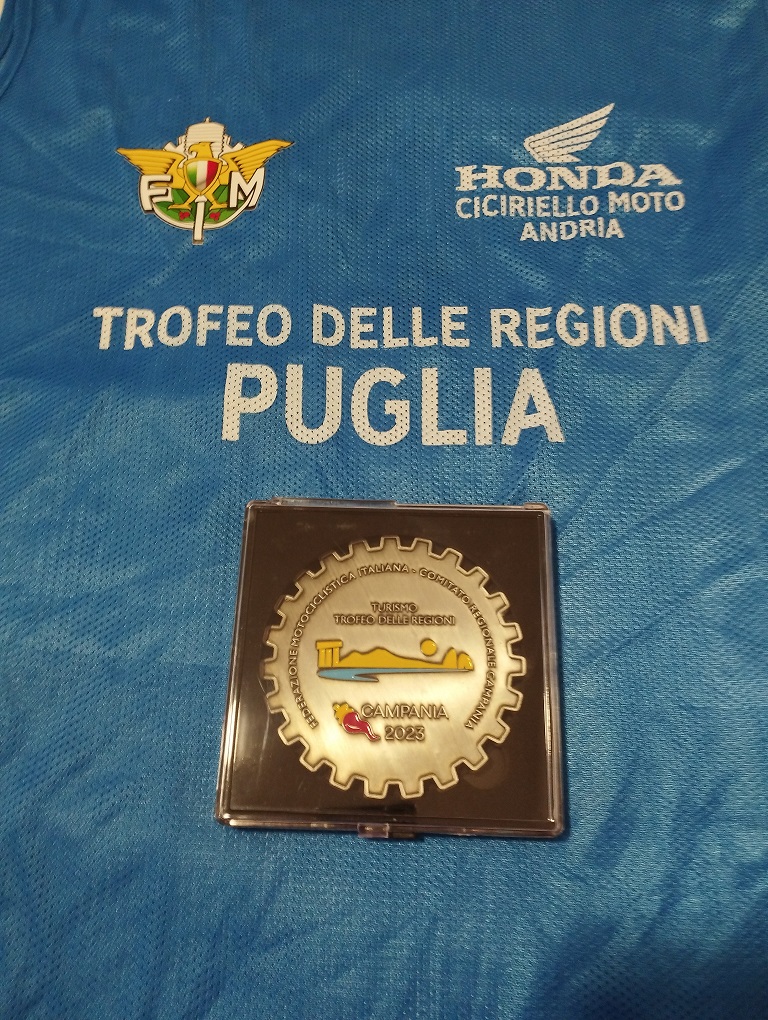 FMI
HONDA
CICIRIELLO MOTO
ANDRIA
TROFEO DELLE REGIONI
PUGLIA
FEDERAZIONE MOTOCICLISTICA ITALIANA - COMITATO REGIONALE CAMPANIA
TURISMO
TROFEO DELLE REGIONI
CAMPANIA
2023